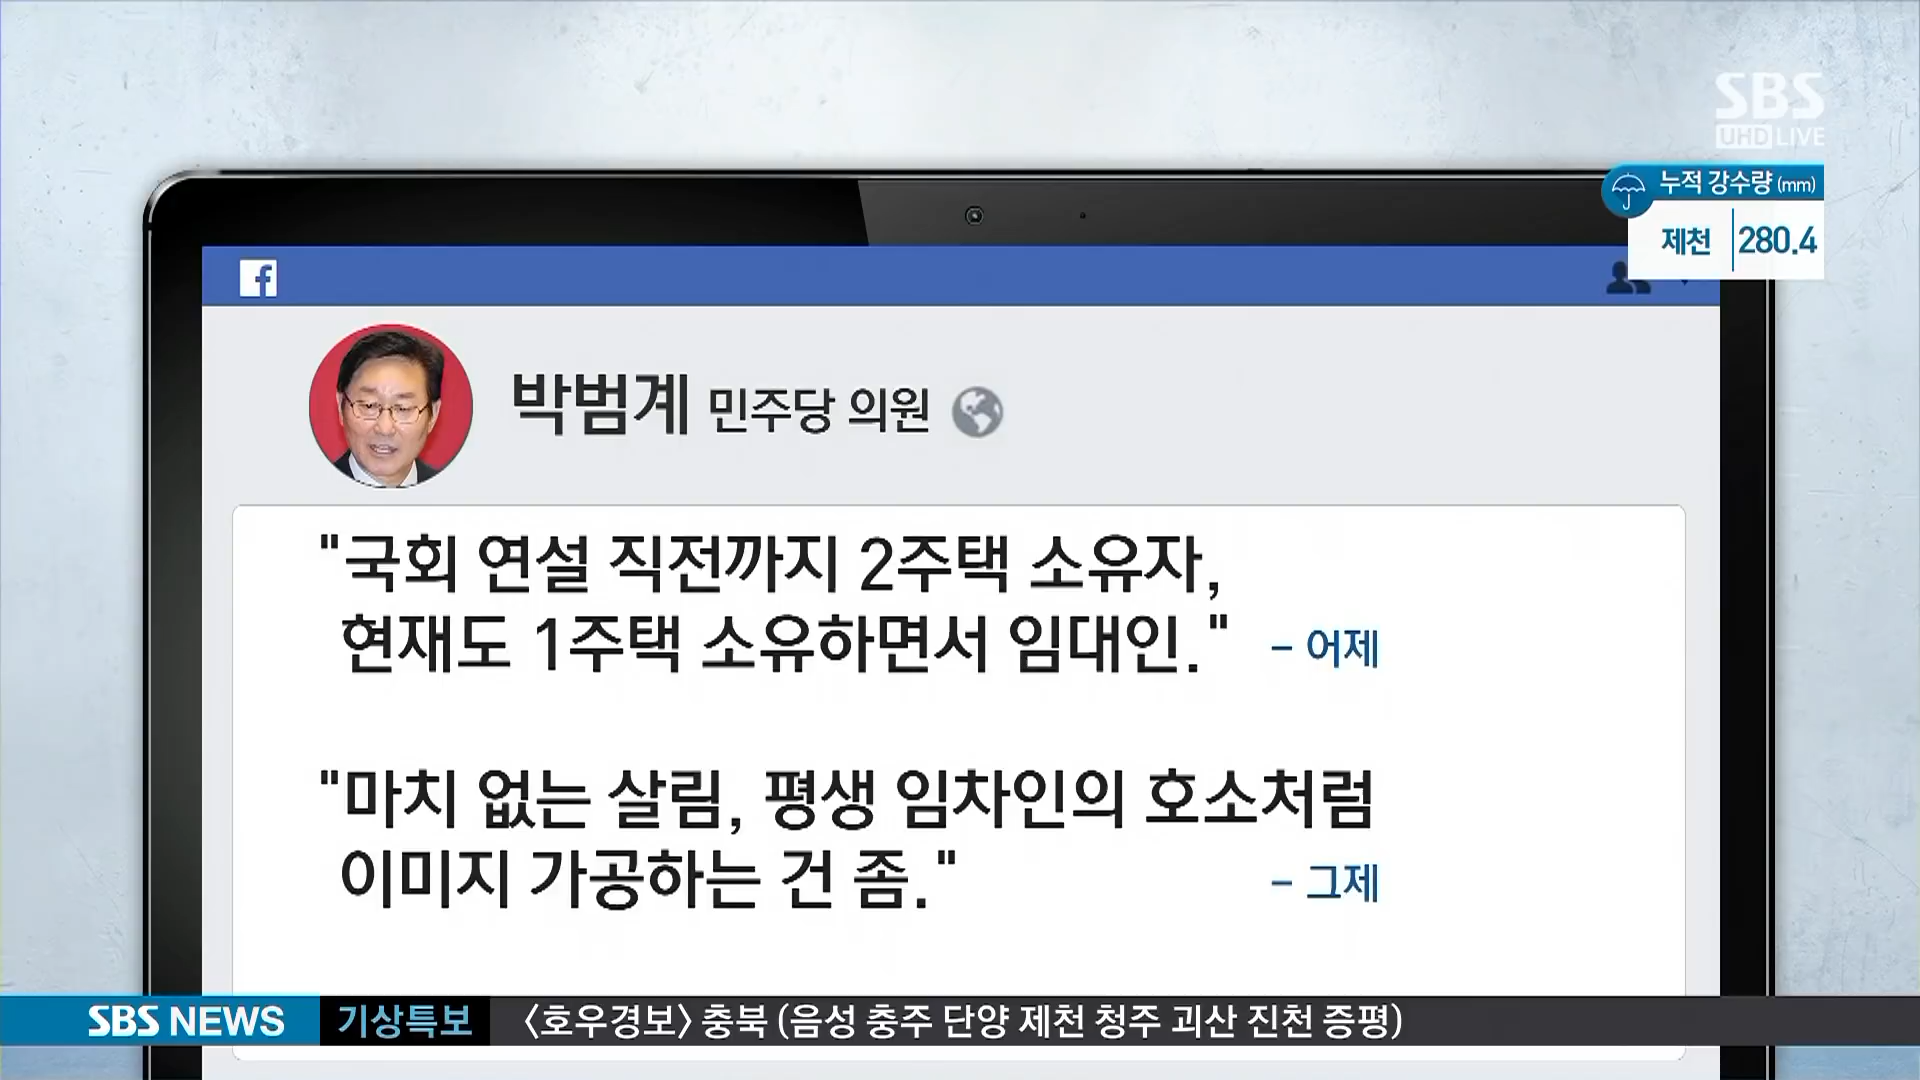 SBS
UHD LIVE
누적 강수량 (mm)
제천 280.4
f
박범계 민주당 의원
"국회 연설 직전까지 2주택 소유자,
현재도 1주택 소유하면서 임대인." - 어제
"마치 없는 살림, 평생 임차인의 호소처럼
이미지 가공하는 건 좀." - 그제
SBS NEWS 기상특보 〈호우경보〉 충북 (음성 충주 단양 제천 청주 괴산 진천 증평)